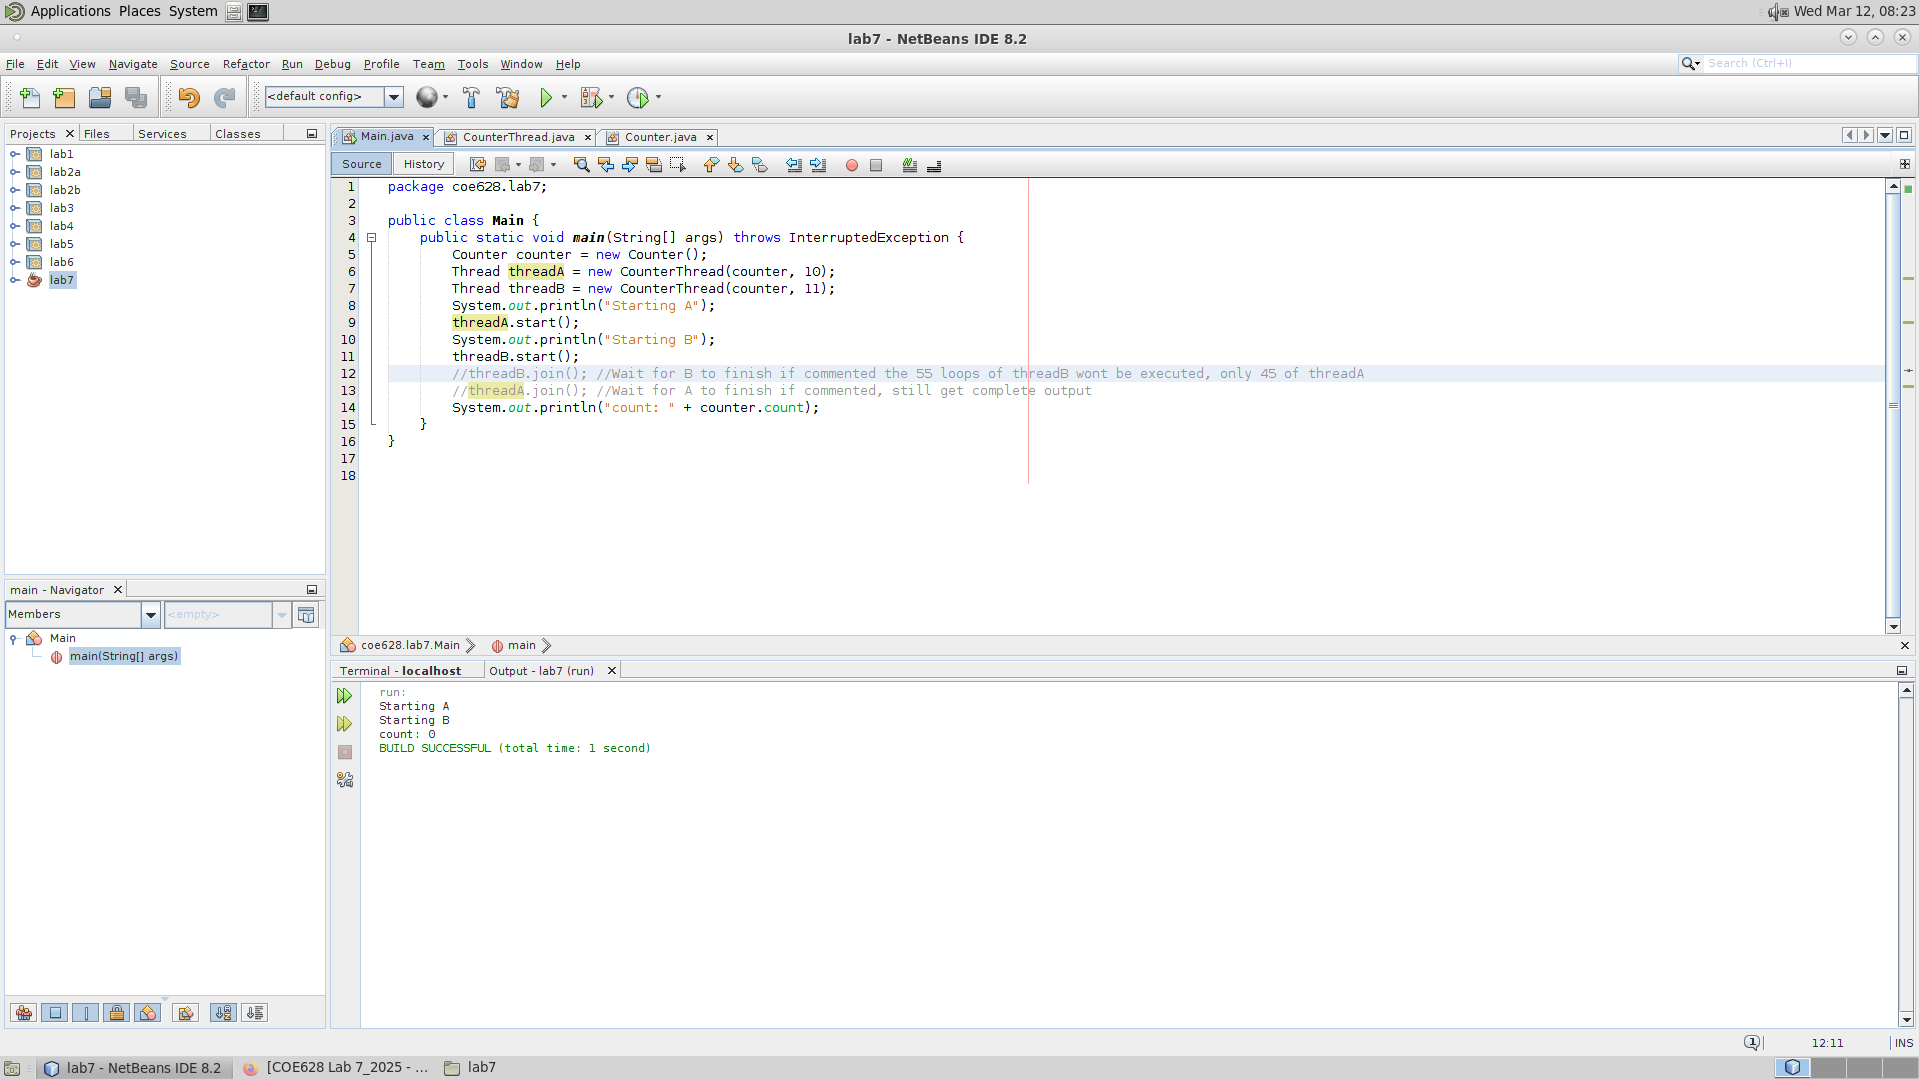 Applications Places System
Wed Mar 12, 08:23
lab7 - NetBeans IDE 8.2
File Edit View Navigate Source Refactor Run Debug Profile Team Tools Window Help
Search (Ctrl+I)
<default config>
Projects Files Services Classes
lab1
lab2a
lab2b
lab3
lab4
lab5
lab6
lab7
Main.java CounterThread.java Counter.java
Source History
1 package coe628.lab7;
2
3 public class Main {
4 public static void main(String[] args) throws InterruptedException {
5 Counter counter = new Counter();
6 Thread threadA = new CounterThread(counter, 10);
7 Thread threadB = new CounterThread(counter, 11);
8 System.out.println("Starting A");
9 threadA.start();
10 System.out.println("Starting B");
11 threadB.start();
12 //threadB.join(); //Wait for B to finish if commented the 55 loops of threadB wont be executed, only 45 of threadA
13 //threadA.join(); //Wait for A to finish if commented, still get complete output
14 System.out.println("count: " + counter.count);
15 }
16 }
17
18
coe628.lab7.Main main
main - Navigator
Members <empty>
Main
main(String[] args)
Terminal - localhost Output - lab7 (run)
run:
Starting A
Starting B
count: 0
BUILD SUCCESSFUL (total time: 1 second)
1 12:11 INS
lab7 - NetBeans IDE 8.2 [COE628 Lab 7_2025 - ... lab7